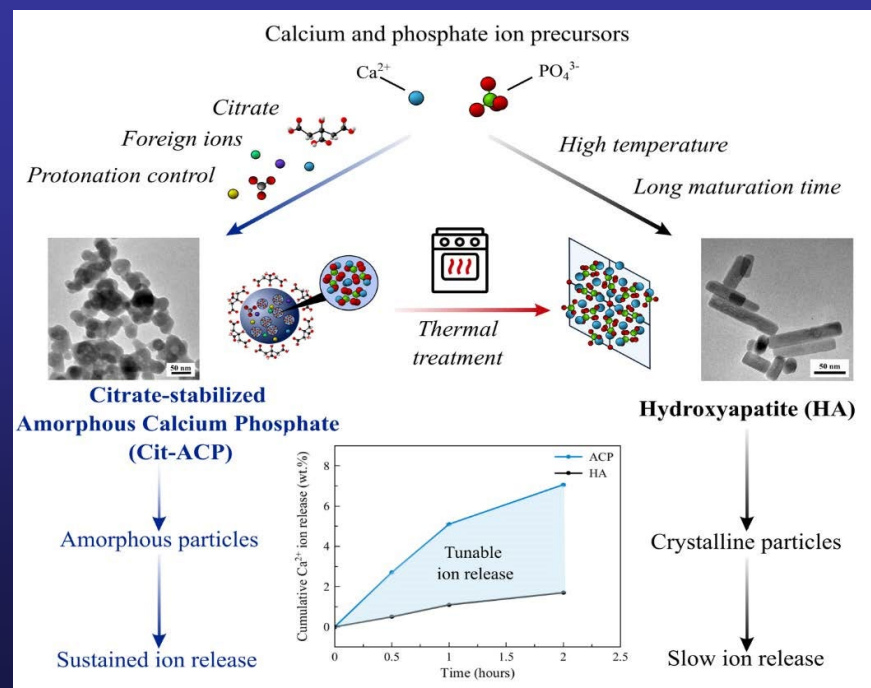 Calcium and phosphate ion precursors
Ca²⁺
PO₄³⁻
Citrate
Foreign ions
Protonation control
High temperature
Long maturation time
50 nm
Thermal
treatment
50 nm
Citrate-stabilized
Amorphous Calcium Phosphate
(Cit-ACP)
Hydroxyapatite (HA)
Amorphous particles
Sustained ion release
Cumulative Ca²⁺ ion release (wt.%)
8
6
4
2
0
ACP
HA
Tunable
ion release
0 0.5 1 2 2.5
Time (hours)
Crystalline particles
Slow ion release